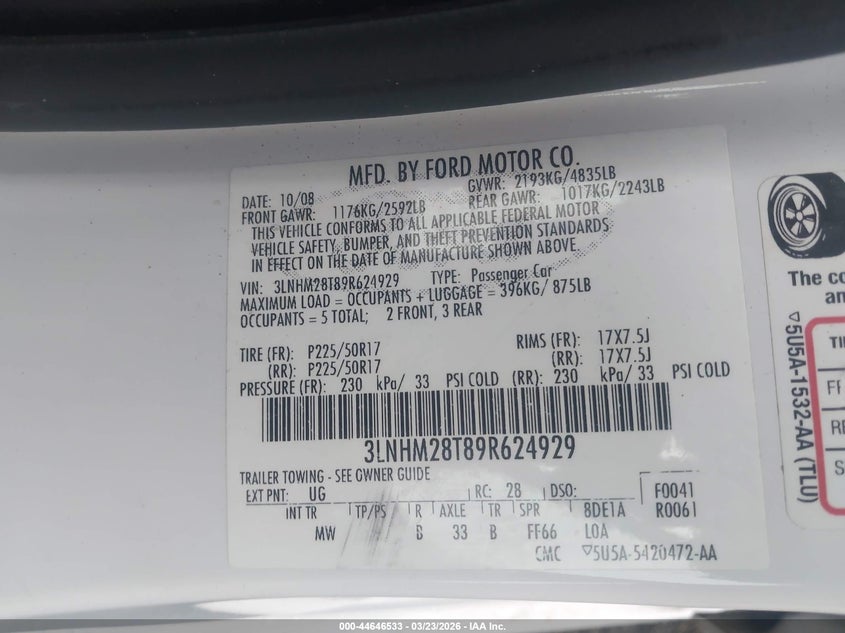 MFD. BY FORD MOTOR CO.
DATE: 10/08 GVWR: 2193KG/4835LB
FRONT GAWR: 1176KG/2592LB REAR GAWR: 1017KG/2243LB
THIS VEHICLE CONFORMS TO ALL APPLICABLE FEDERAL MOTOR
VEHICLE SAFETY, BUMPER, AND THEFT PREVENTION STANDARDS
IN EFFECT ON THE DATE OF MANUFACTURE SHOWN ABOVE.
VIN: 3LNHM28T89R624929 TYPE: Passenger Car
MAXIMUM LOAD = OCCUPANTS + LUGGAGE = 396KG/ 875LB
OCCUPANTS = 5 TOTAL; 2 FRONT, 3 REAR
TIRE (FR): P225/50R17 RIMS (FR): 17X7.5J
(RR): P225/50R17 (RR): 17X7.5J
PRESSURE (FR): 230 kPa/ 33 PSI COLD (RR): 230 kPa/ 33 PSI COLD
3LNHM28T89R624929
TRAILER TOWING - SEE OWNER GUIDE
EXT PNT: UG RC: 28 DSO: F0041
INT TR TP/PS R AXLE TR SPR 8DE1A R0061
MW B 33 B FF66 LOA
CMC ▽5U5A-5420472-AA
The co
an
▽5U5A-1532-AA (TLU)
TI
FF
RE
S
000-44646533 - 03/23/2026 - IAA Inc.